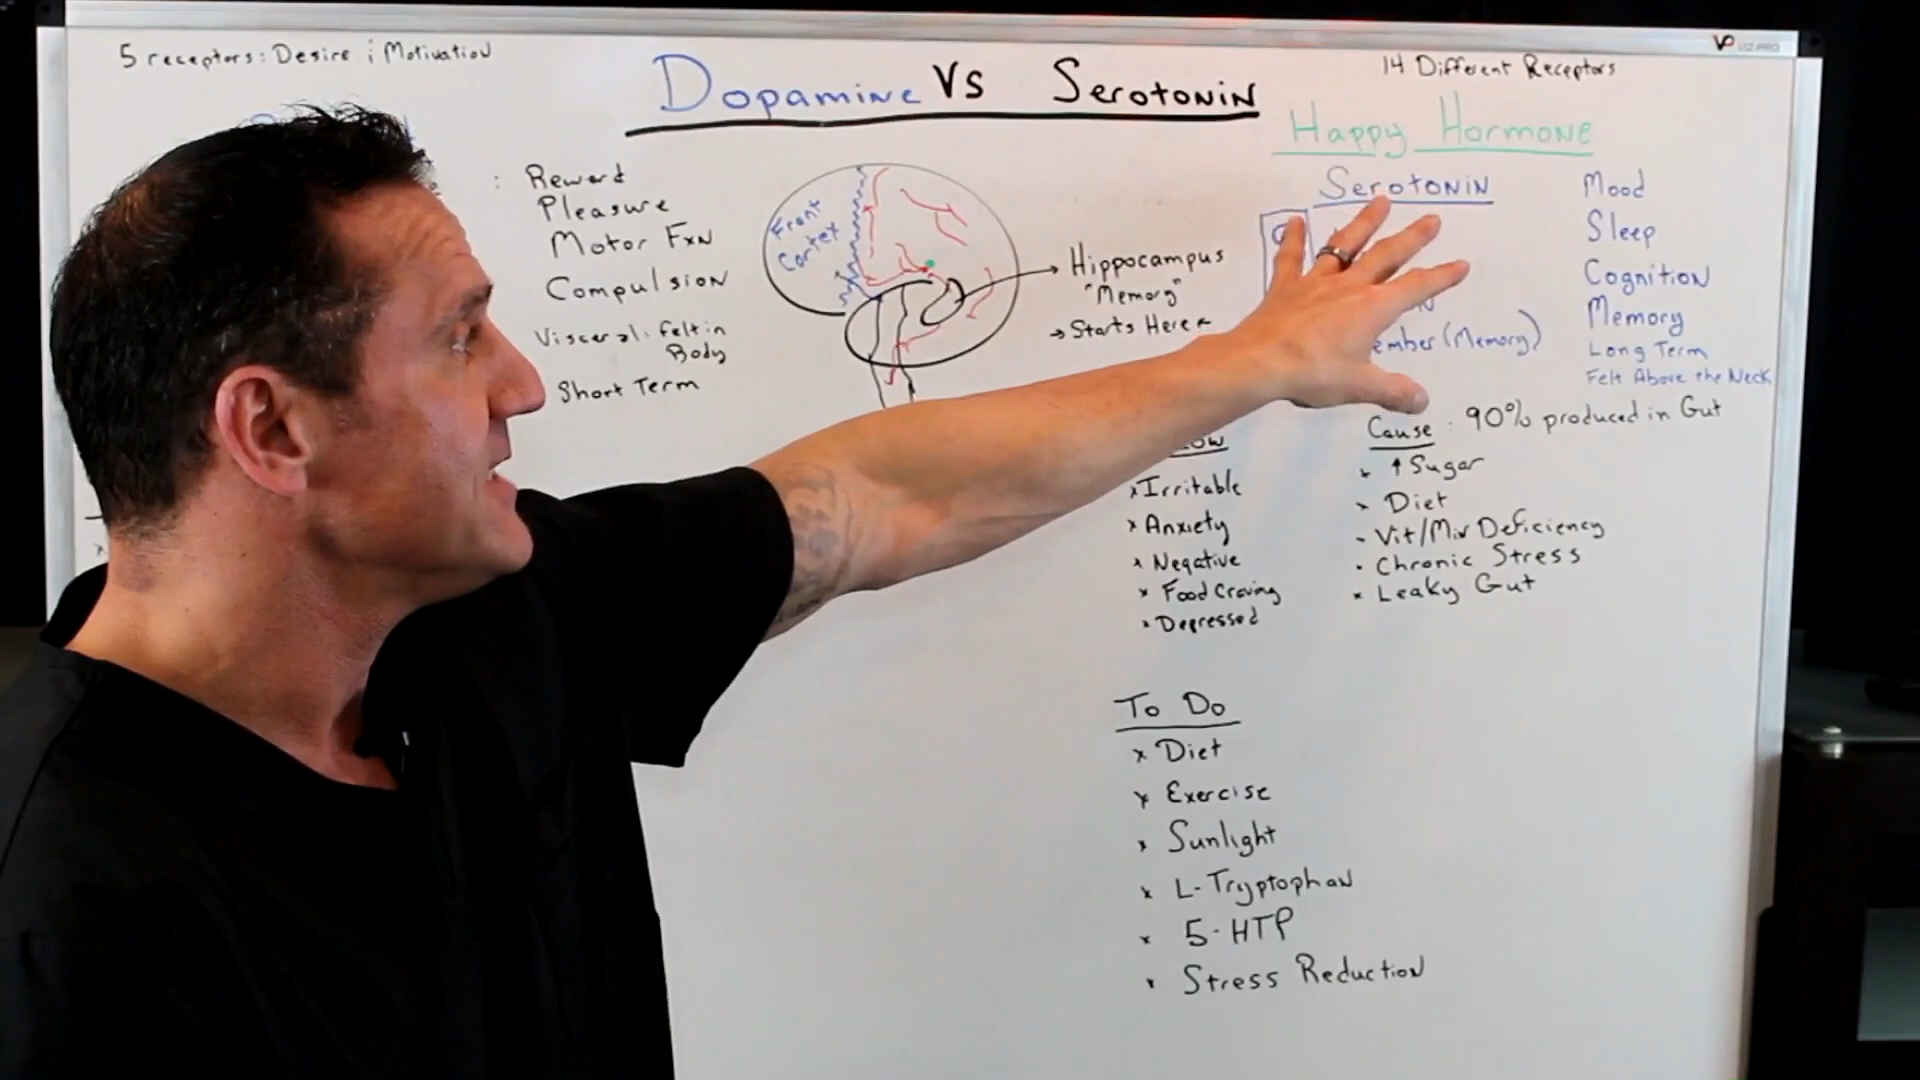 5 receptors: Desire & Motivation
Dopamine VS Serotonin
14 Different Receptors
Happy Hormone
: Reward
Pleasure
Motor Fxn
Compulsion
Visceral: felt in
Body
Short Term
Front
Cortex
Hippocampus
"Memory"
→ Starts Here ←
Serotonin
ember (Memory)
Mood
Sleep
Cognition
Memory
Long Term
Felt Above the Neck
ow
x Irritable
x Anxiety
x Negative
x Food Craving
x Depressed
Cause : 90% produced in Gut
x ↑ Sugar
x Diet
- Vit/Min Deficiency
· Chronic Stress
x Leaky Gut
To Do
x Diet
x Exercise
x Sunlight
x L-Tryptophan
x 5-HTP
x Stress Reduction